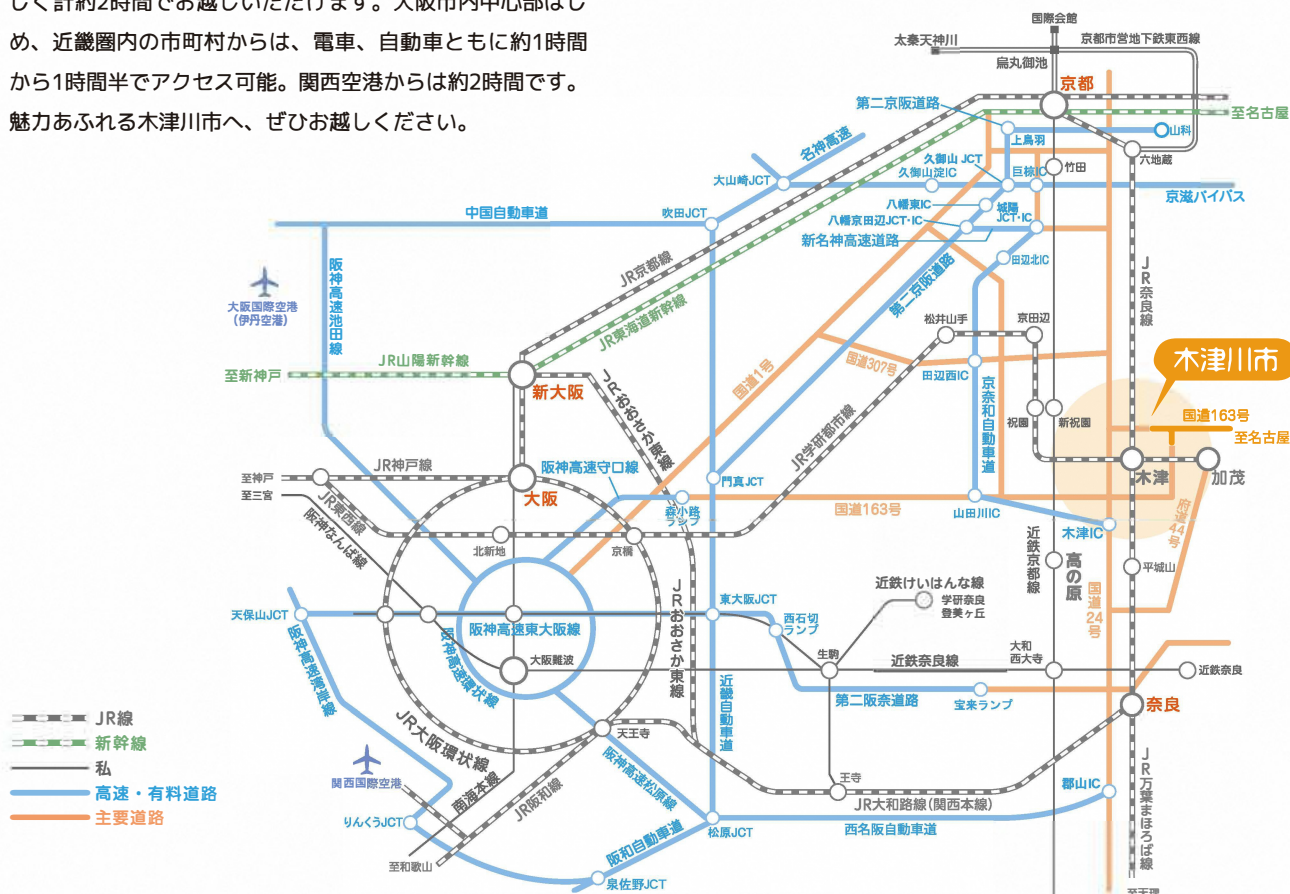 しく計約2時間でお越しいただけます。大阪市内中心部はじ
め、近畿圏内の市町村からは、電車、自動車ともに約1時間
から1時間半でアクセス可能。関西空港からは約2時間です。
魅力あふれる木津川市へ、ぜひお越しください。
国際会館
太秦天神川
京都市営地下鉄東西線
烏丸御池
京都
第二京阪道路
至名古屋
上鳥羽
山科
名神高速
久御山JCT
竹田
六地蔵
大山崎JCT
久御山淀IC
巨椋IC
京滋バイパス
中国自動車道
吹田JCT
八幡東IC
城陽
JCT・IC
八幡京田辺JCT・IC
新名神高速道路
阪神高速池田線
JR京都線
田辺北IC
JR奈良線
大阪国際空港
(伊丹空港)
第二京阪道路
JR東海道新幹線
松井山手
京田辺
JR山陽新幹線
至新神戸
国道1号
国道307号
木津川市
新大阪
JRおおさか東線
田辺西IC
京奈和自動車道
祝園
新祝園
国道163号
至名古屋
JR学研都市線
JR神戸線
阪神高速守口線
至神戸
門真JCT
木津
加茂
大阪
至三宮
JR東西線
森小路
ランプ
国道163号
山田川IC
府道44号
阪神なんば線
木津IC
北新地
京橋
近鉄京都線
高の原
平城山
近鉄けいはんな線
学研奈良
登美ヶ丘
国道24号
JRおおさか東線
天保山JCT
東大阪JCT
西石切
ランプ
阪神高速東大阪線
阪神高速湾岸線
阪神高速環状線
大阪難波
生駒
近鉄奈良線
大和
西大寺
近鉄奈良
近畿自動車道
第二阪奈道路
宝来ランプ
奈良
JR線
新幹線
私
高速・有料道路
主要道路
JR大阪環状線
天王寺
関西国際空港
南海本線
JR阪和線
阪神高速松原線
王寺
郡山IC
JR大和路線(関西本線)
JR万葉まほろば線
りんくうJCT
松原JCT
西名阪自動車道
阪和自動車道
至和歌山
泉佐野JCT
至天理